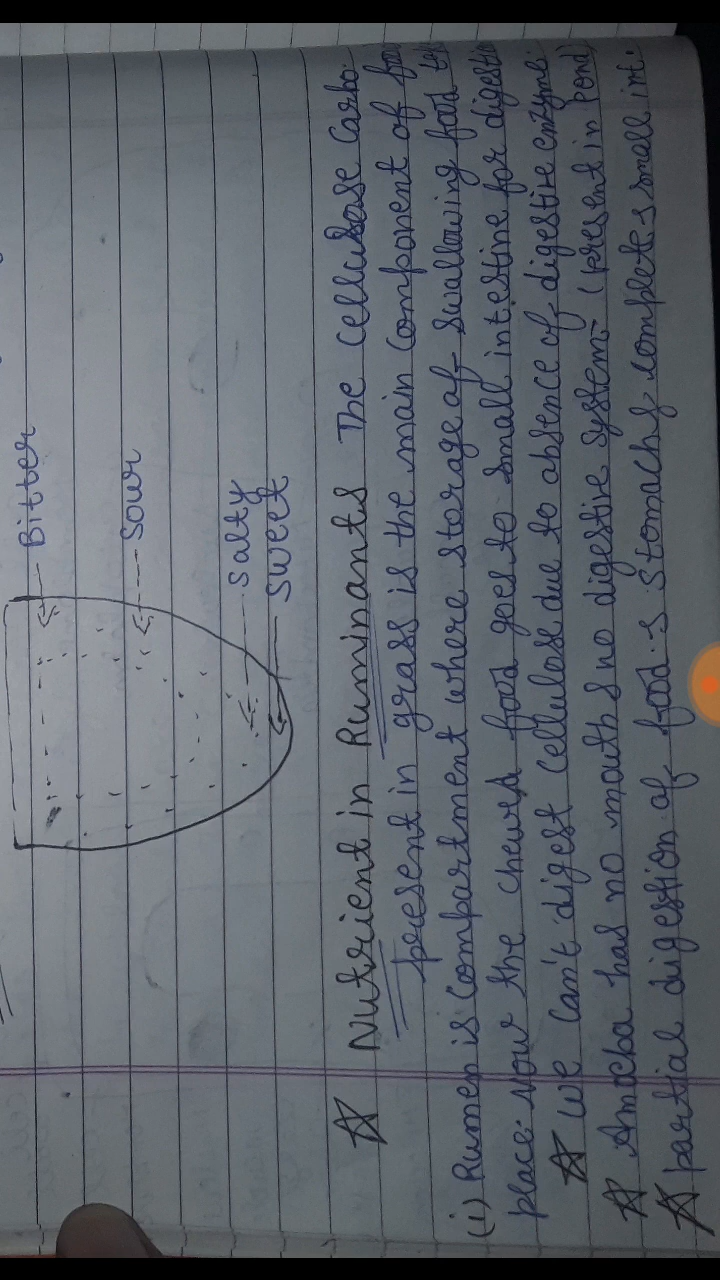 Bitter
Sour
Salty
Sweet
Nutrient in Ruminants The cellulose Carbo.
present in grass is the main component of
(i) Rumen is compartment where storage of swallowing food
place. Now the chewed food goes to small intestine for
We can't digest cellulose due to absence of digestive enzyme.
Amoeba has no mouth & no digestive system (present in Pond)
partial digestion of food → Stomach & complete → small int.